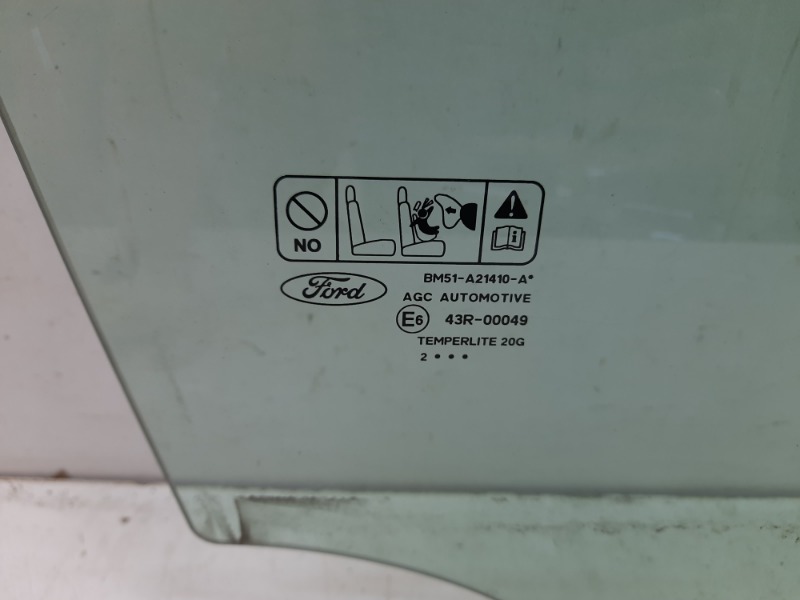 NO
Ford
BM51-A21410-A•
AGC AUTOMOTIVE
E6 43R-00049
TEMPERLITE 20G
2 • • •